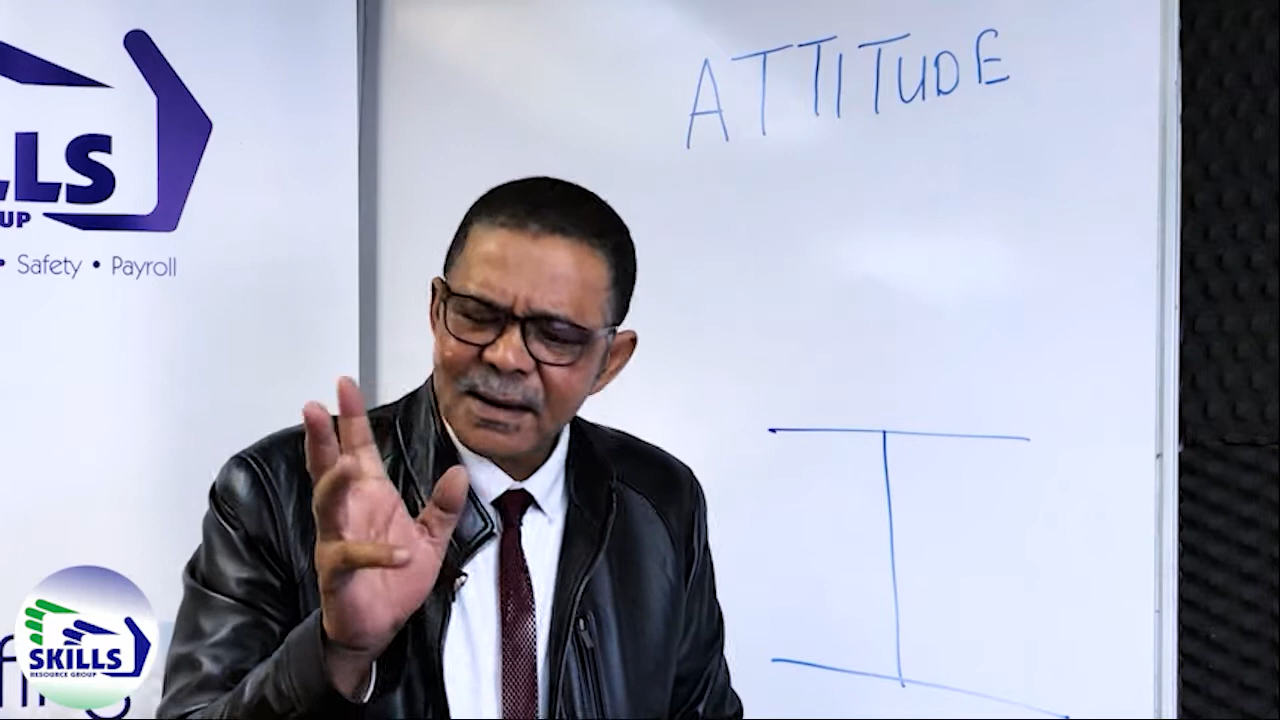 ATTITUDE
LLS
UP
• Safety • Payroll
SKILLS
RESOURCE GROUP